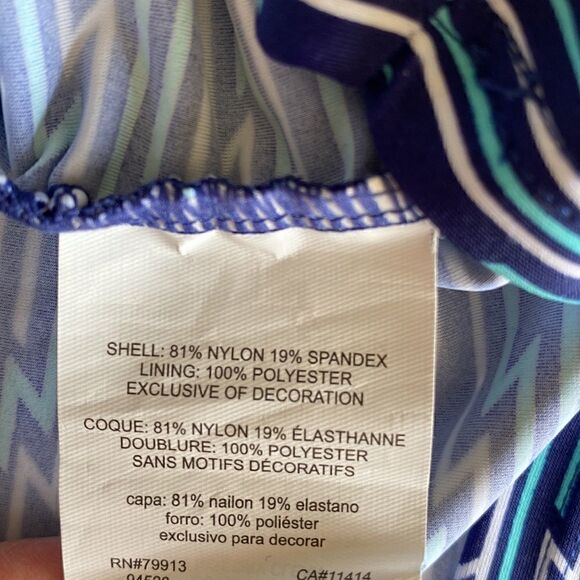 SHELL: 81% NYLON 19% SPANDEX
LINING: 100% POLYESTER
EXCLUSIVE OF DECORATION
COQUE: 81% NYLON 19% ÉLASTHANNE
DOUBLURE: 100% POLYESTER
SANS MOTIFS DÉCORATIFS
capa: 81% nailon 19% elastano
forro: 100% poliéster
exclusivo para decorar
RN#79913
CA#11414